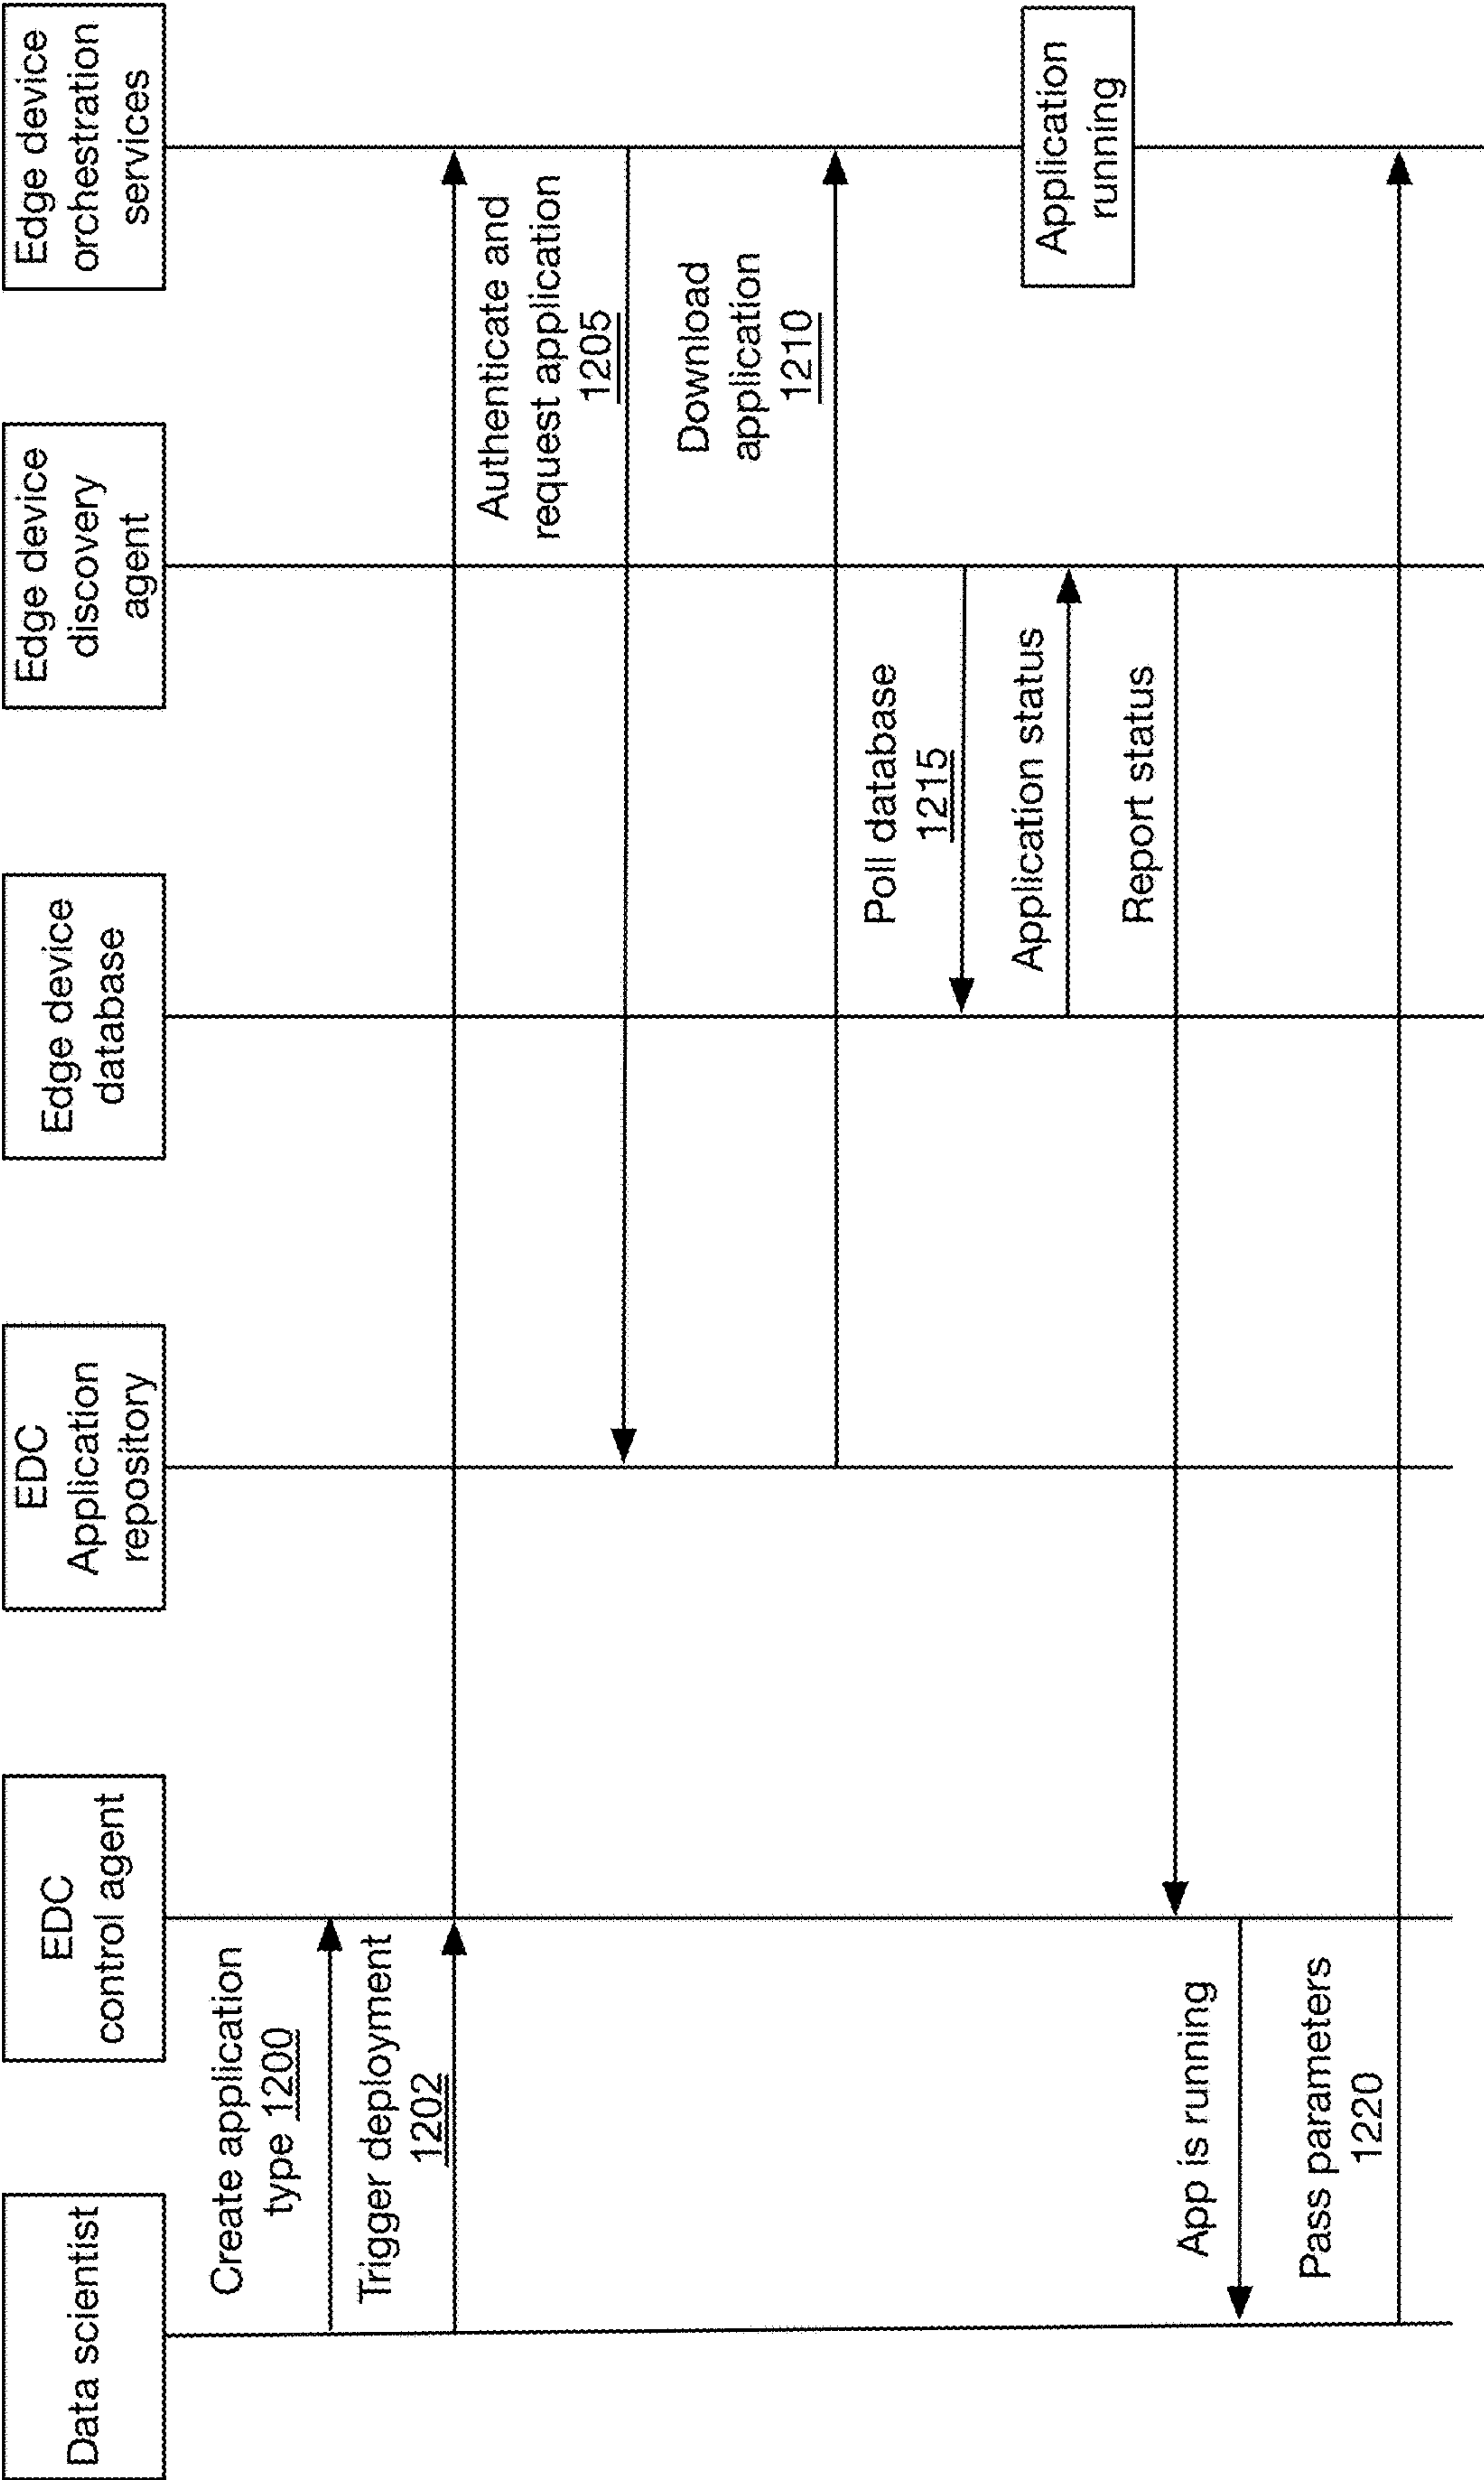 Data scientist
EDC
control agent
EDC
Application
repository
Edge device
database
Edge device
discovery
agent
Edge device
orchestration
services
Create application
type 1200
Trigger deployment
1202
Authenticate and
request application
1205
Download
application
1210
Poll database
1215
Application status
Application
running
Report status
App is running
Pass parameters
1220